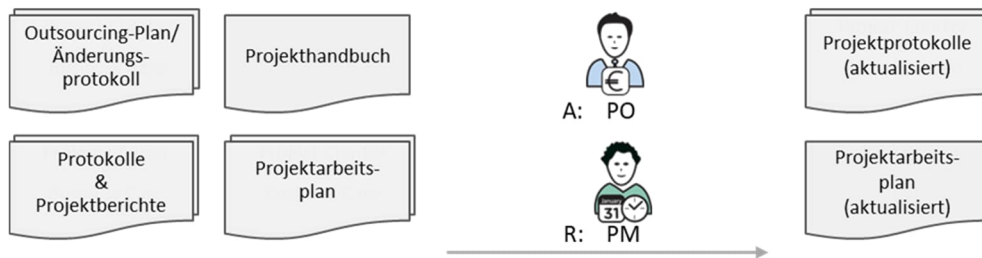 Outsourcing-Plan/
Änderungs-
protokoll
Projekthandbuch
Protokolle
&
Projektberichte
Projektarbeits-
plan
€
A: PO
January
31
R: PM
Projektprotokolle
(aktualisiert)
Projektarbeits-
plan
(aktualisiert)